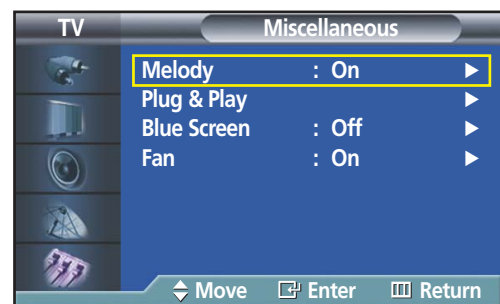 TV Miscellaneous
Melody : On
Plug & Play
Blue Screen : Off
Fan : On
Move Enter Return